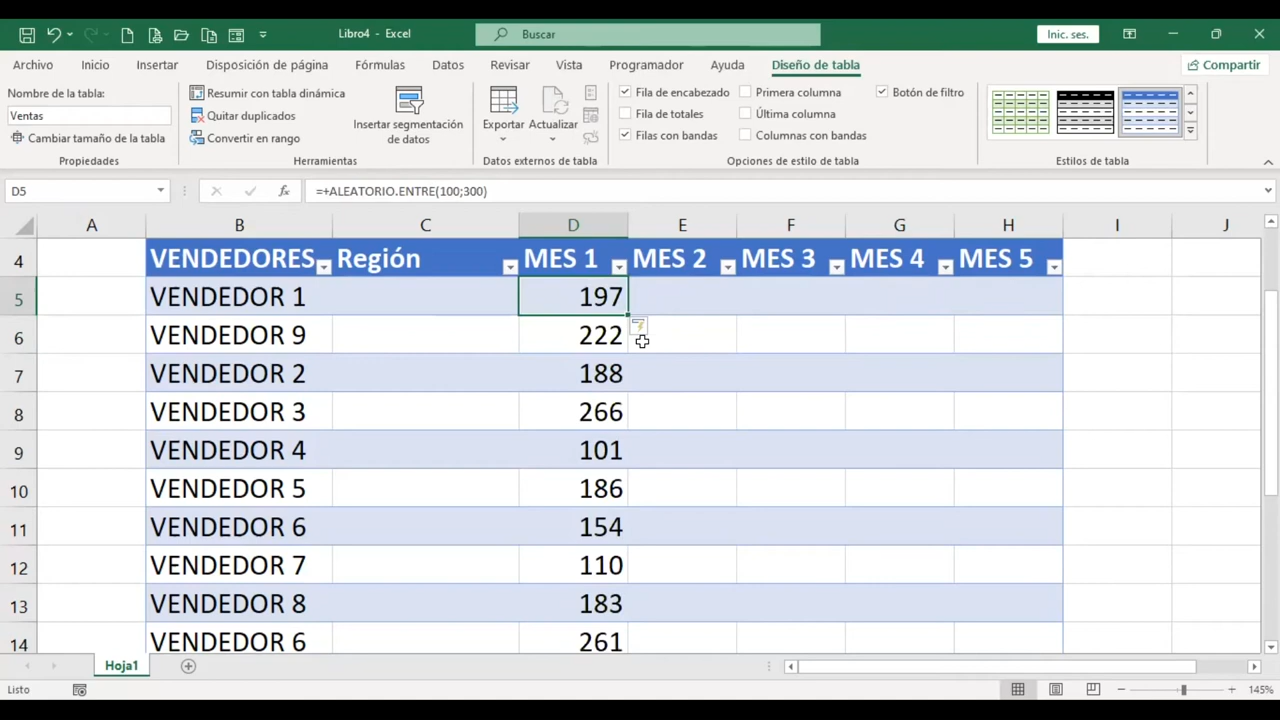 Libro4 - Excel
Buscar
Inic. ses.
Archivo Inicio Insertar Disposición de página Fórmulas Datos Revisar Vista Programador Ayuda Diseño de tabla Compartir
Nombre de la tabla:
Ventas
Cambiar tamaño de la tabla
Propiedades
Resumir con tabla dinámica
Quitar duplicados
Convertir en rango
Insertar segmentación
de datos
Herramientas
Exportar Actualizar
Datos externos de tabla
Fila de encabezado Primera columna Botón de filtro
Fila de totales Última columna
Filas con bandas Columnas con bandas
Opciones de estilo de tabla
Estilos de tabla
D5 fx =+ALEATORIO.ENTRE(100;300)
A B C D E F G H I J
4 VENDEDORES Región MES 1 MES 2 MES 3 MES 4 MES 5
5 VENDEDOR 1 197
6 VENDEDOR 9 222
7 VENDEDOR 2 188
8 VENDEDOR 3 266
9 VENDEDOR 4 101
10 VENDEDOR 5 186
11 VENDEDOR 6 154
12 VENDEDOR 7 110
13 VENDEDOR 8 183
14 VENDEDOR 6 261
Hoja1
Listo
145%